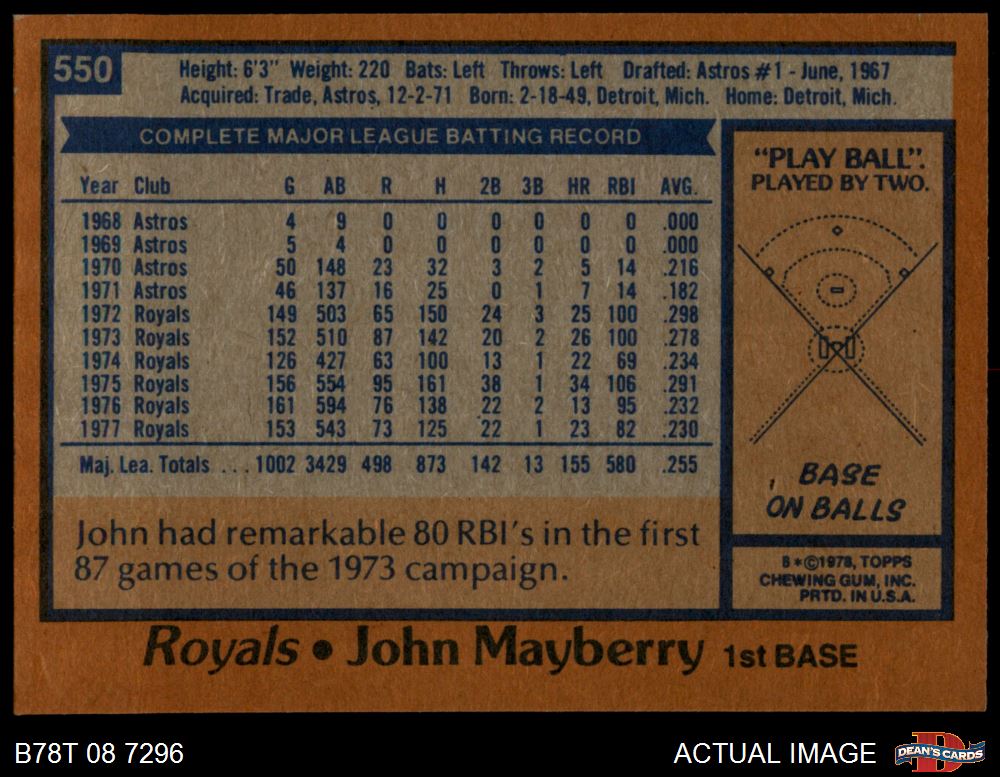 550
Height: 6'3" Weight: 220 Bats: Left Throws: Left Drafted: Astros #1 - June, 1967
Acquired: Trade, Astros, 12-2-71 Born: 2-18-49, Detroit, Mich. Home: Detroit, Mich.
COMPLETE MAJOR LEAGUE BATTING RECORD
Year Club G AB R H 2B 3B HR RBI AVG.
1968 Astros 4 9 0 0 0 0 0 0 .000
1969 Astros 5 4 0 0 0 0 0 0 .000
1970 Astros 50 148 23 32 3 2 5 14 .216
1971 Astros 46 137 16 25 0 1 7 14 .182
1972 Royals 149 503 65 150 24 3 25 100 .298
1973 Royals 152 510 87 142 20 2 26 100 .278
1974 Royals 126 427 63 100 13 1 22 69 .234
1975 Royals 156 554 95 161 38 1 34 106 .291
1976 Royals 161 594 76 138 22 2 13 95 .232
1977 Royals 153 543 73 125 22 1 23 82 .230
Maj. Lea. Totals ... 1002 3429 498 873 142 13 155 580 .255
John had remarkable 80 RBI's in the first
87 games of the 1973 campaign.
"PLAY BALL".
PLAYED BY TWO.
BASE
ON BALLS
B*©1978, TOPPS
CHEWING GUM, INC.
PRTD. IN U.S.A.
Royals • John Mayberry 1st BASE
B78T 08 7296
ACTUAL IMAGE
D
DEAN'S CARDS